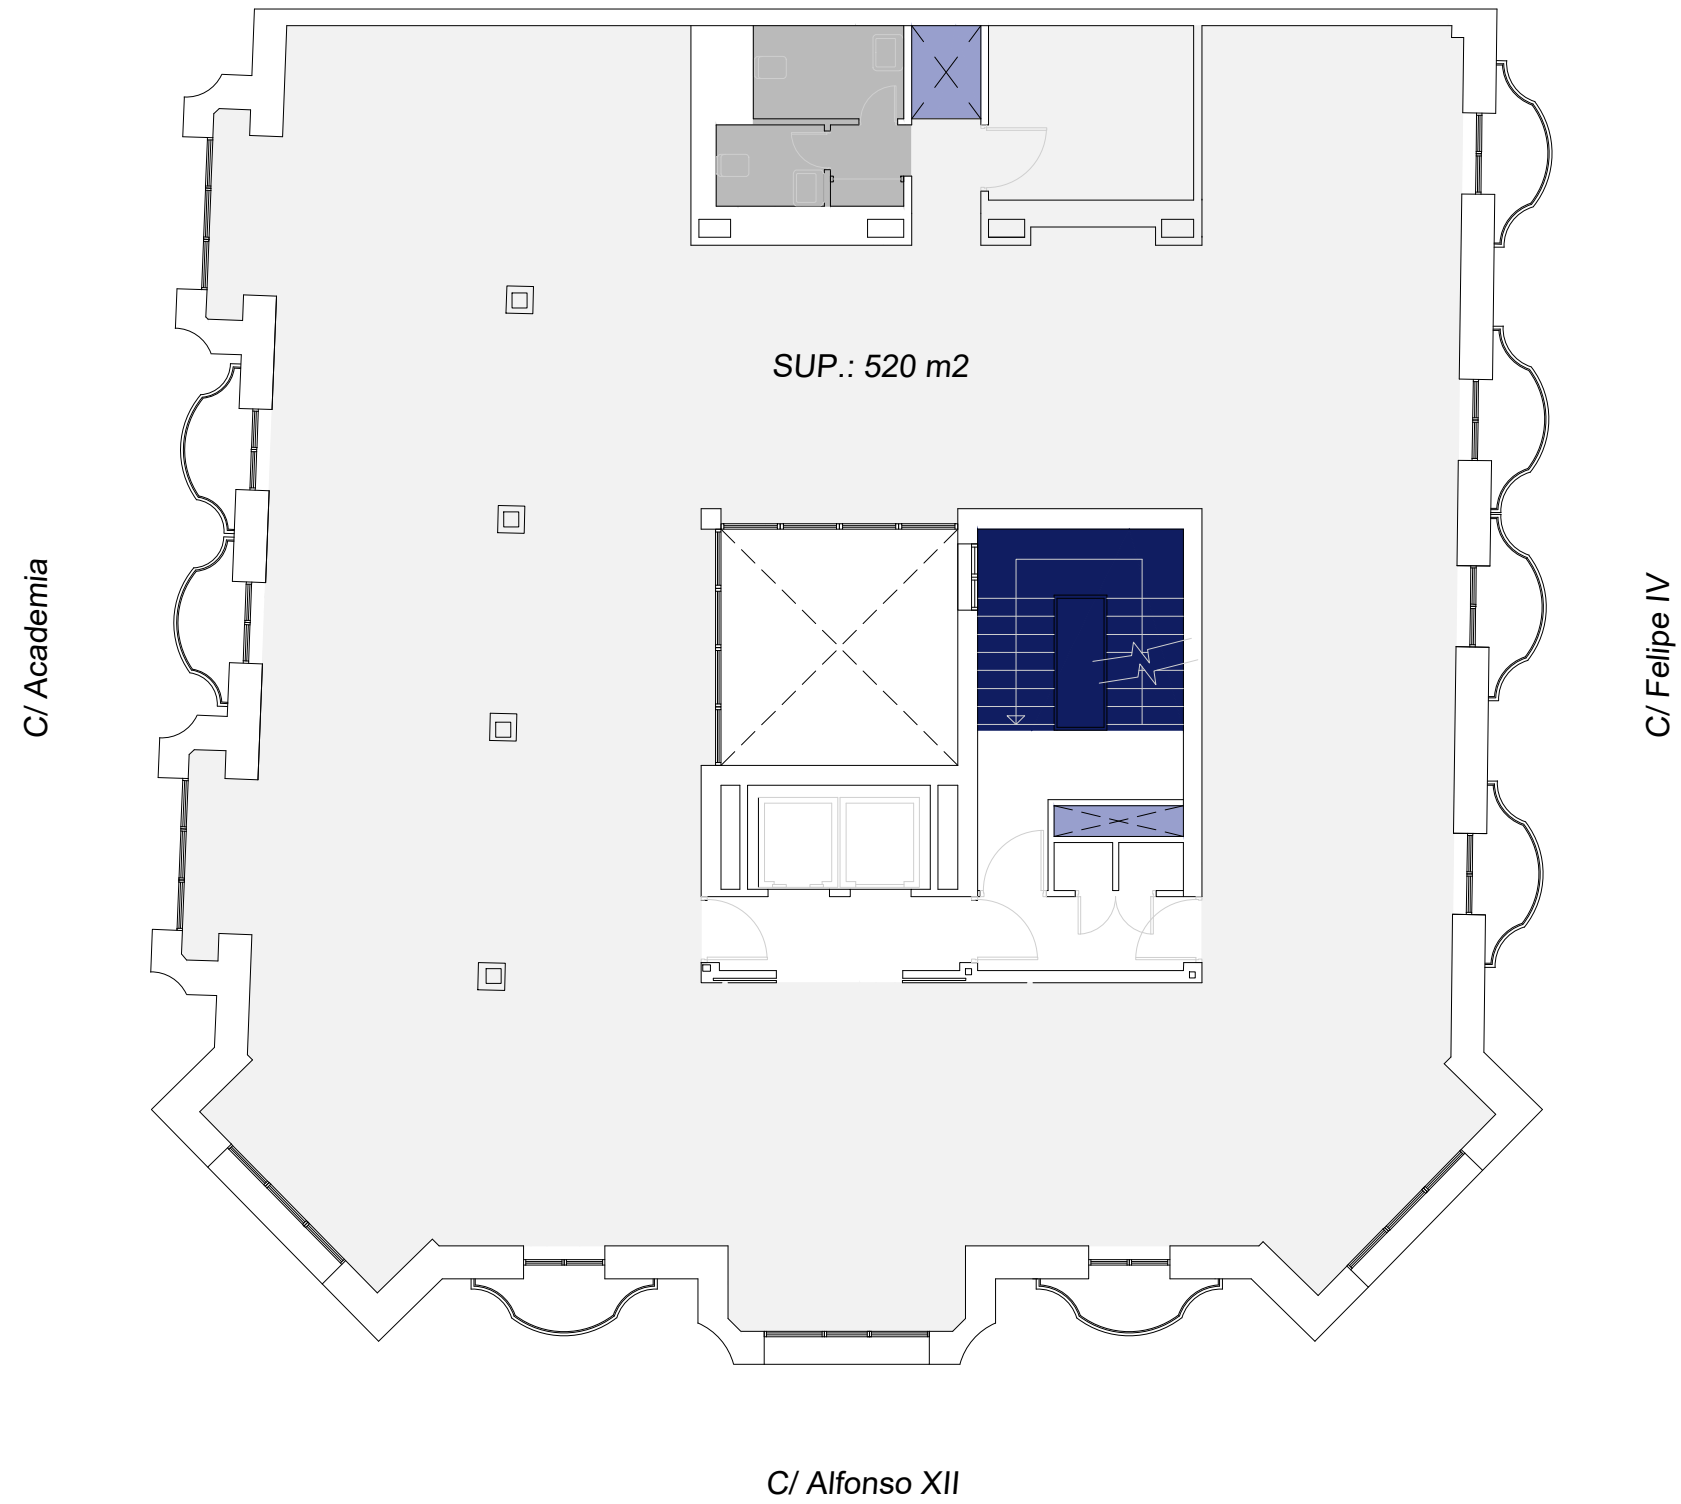 SUP.: 520 m2
C/ Academia
C/ Felipe IV
C/ Alfonso XII